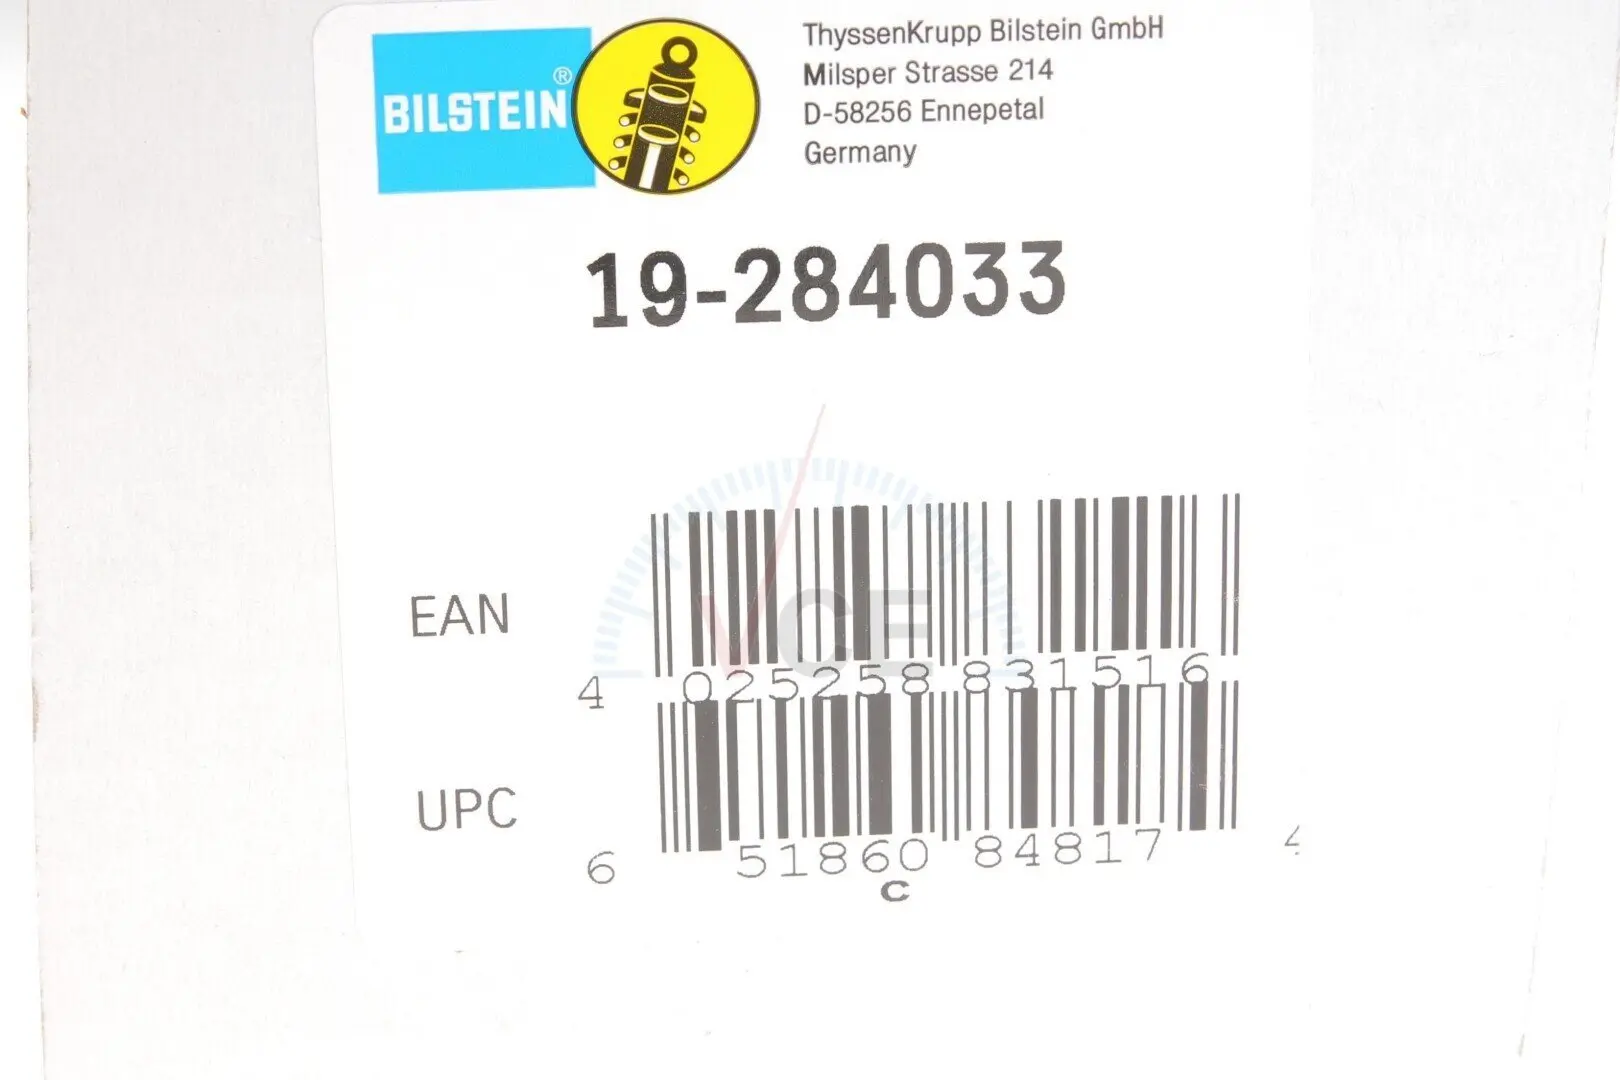 BILSTEIN®
ThyssenKrupp Bilstein GmbH
Milsper Strasse 214
D-58256 Ennepetal
Germany
19-284033
VCE
EAN
4 025258 831516
UPC
6 51860 84817 4
C